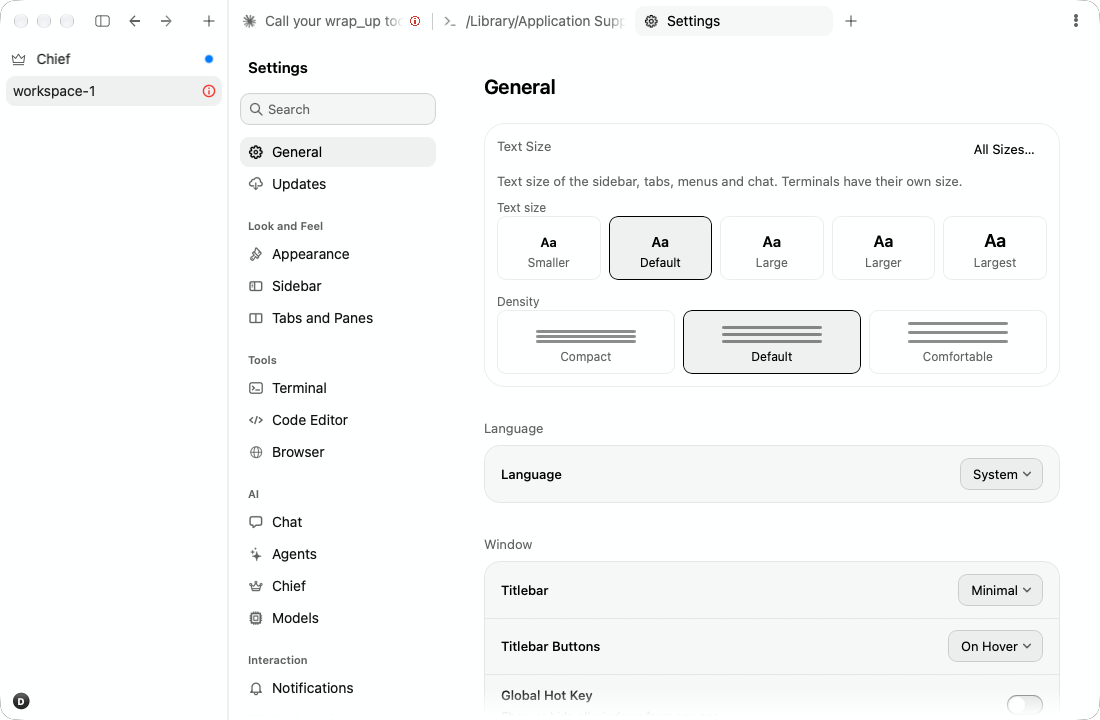 Chief
workspace-1
Call your wrap_up
/Library/Application
Settings
Settings
Search
General
Updates
Look and Feel
Appearance
Sidebar
Tabs and Panes
Tools
Terminal
Code Editor
Browser
AI
Chat
Agents
Chief
Models
Interaction
Notifications
D
General
Text Size
All Sizes...
Text size of the sidebar, tabs, menus and chat. Terminals have their own size.
Text size
Aa Aa Aa Aa Aa
Smaller Default Large Larger Largest
Density
Compact Default Comfortable
Language
Language System
Window
Titlebar Minimal
Titlebar Buttons On Hover
Global Hot Key